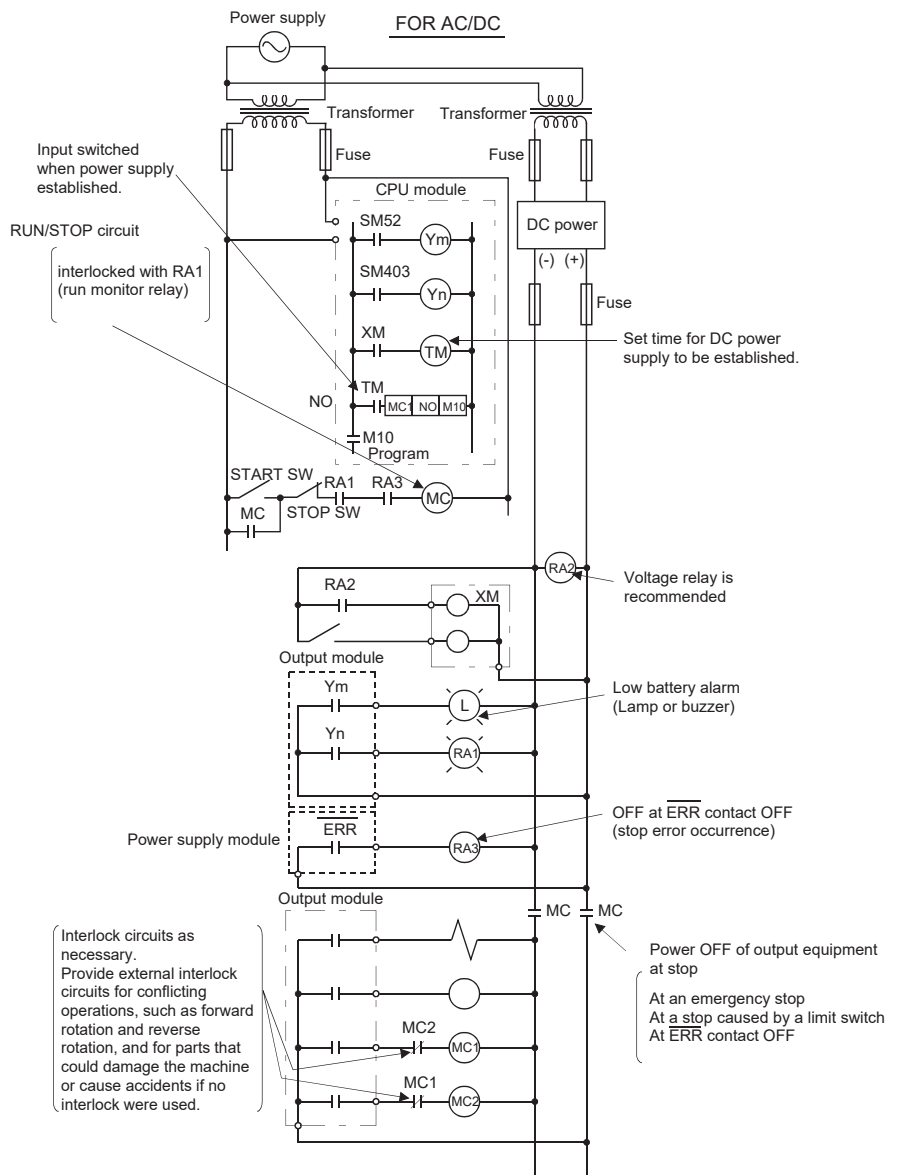 Power supply
FOR AC/DC
Transformer
Transformer
Input switched
when power supply
established.
Fuse
Fuse
CPU module
RUN/STOP circuit
SM52
Ym
DC power
(-) (+)
interlocked with RA1
(run monitor relay)
SM403
Yn
Fuse
XM
TM
Set time for DC power
supply to be established.
TM
NO
MC1 NO M10
M10
Program
START SW
RA1
RA3
MC
STOP SW
MC
RA2
Voltage relay is
recommended
RA2
XM
Output module
Ym
L
Low battery alarm
(Lamp or buzzer)
Yn
RA1
Power supply module
ERR
RA3
OFF at ERR contact OFF
(stop error occurrence)
Output module
MC
MC
Interlock circuits as
necessary.
Provide external interlock
circuits for conflicting
operations, such as forward
rotation and reverse
rotation, and for parts that
could damage the machine
or cause accidents if no
interlock were used.
Power OFF of output equipment
at stop
At an emergency stop
At a stop caused by a limit switch
At ERR contact OFF
MC2
MC1
MC1
MC2